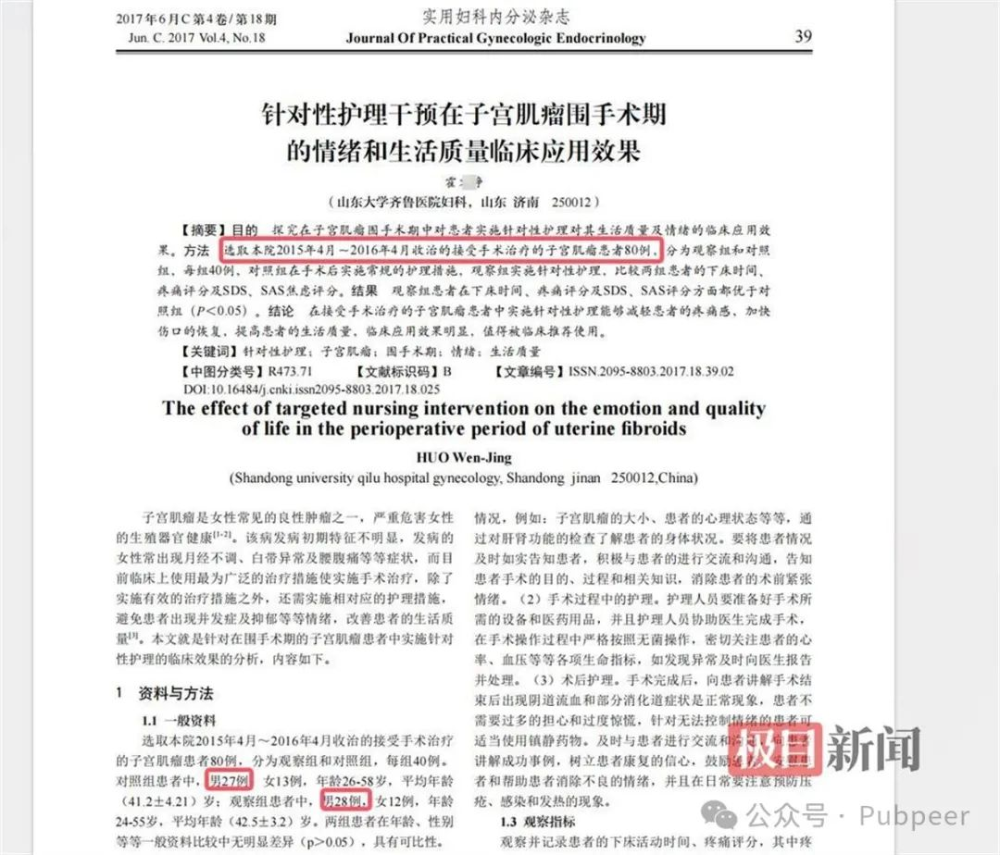 2017年6月C第4卷/第18期
Jun. C. 2017 Vol.4, No.18
实用妇科内分泌杂志
Journal Of Practical Gynecologic Endocrinology
39
针对性护理干预在子宫肌瘤围手术期
的情绪和生活质量临床应用效果
霍 静
(山东大学齐鲁医院妇科，山东 济南 250012)
【摘要】目的 探究在子宫肌瘤围手术期中对患者实施针对性护理对其生活质量及情绪的临床应用效
果。方法 选取本院2015年4月～2016年4月收治的接受手术治疗的子宫肌瘤患者80例，分为观察组和对照
组，每组40例，对照组在手术后实施常规的护理措施，观察组实施针对性护理，比较两组患者的下床时间、
疼痛评分及SDS、SAS焦虑评分。结果 观察组患者在下床时间、疼痛评分及SDS、SAS评分方面都优于对
照组（P＜0.05）。结论 在接受手术治疗的子宫肌瘤患者中实施针对性护理能够减轻患者的疼痛感、加快
伤口的恢复，提高患者的生活质量，临床应用效果明显，值得被临床推荐使用。
【关键词】针对性护理；子宫肌瘤；围手术期；情绪；生活质量
【中图分类号】R473.71 【文献标识码】B 【文章编号】ISSN.2095-8803.2017.18.39.02
DOI:10.16484/j.cnki.issn2095-8803.2017.18.025
The effect of targeted nursing intervention on the emotion and quality
of life in the perioperative period of uterine fibroids
HUO Wen-Jing
(Shandong university qilu hospital gynecology, Shandong jinan 250012,China)
子宫肌瘤是女性常见的良性肿瘤之一，严重危害女性
的生殖器官健康[1-2]。该病发病初期特征不明显，发病的
女性常出现月经不调、白带异常及腰腹痛等等症状，而目
前临床上使用最为广泛的治疗措施使实施手术治疗，除了
实施有效的治疗措施之外，还需实施相对应的护理措施，
避免患者出现并发症及抑郁等等情绪，改善患者的生活质
量[3]。本文就是针对在围手术期的子宫肌瘤患者中实施针对
性护理的临床效果的分析，内容如下。
1 资料与方法
1.1 一般资料
选取本院2015年4月～2016年4月收治的接受手术治疗
的子宫肌瘤患者80例，分为观察组和对照组，每组40例。
对照组患者中，男27例，女13例，年龄26-58岁，平均年龄
（41.2±4.21）岁；观察组患者中，男28例，女12例，年龄
24-55岁，平均年龄（42.5±3.2）岁。两组患者在年龄、性别
等等一般资料比较中无明显差异（p＞0.05），具有可比性。
情况，例如：子宫肌瘤的大小、患者的心理状态等等，通
过对肝肾功能的检查了解患者的身体状况。要将患者情况
及时如实告知患者，积极与患者的进行交流和沟通，告知
患者手术的目的、过程和相关知识，消除患者的术前紧张
情绪。（2）手术过程中的护理。护理人员要准备好手术所
需的设备和医药用品，并且护理人员协助医生完成手术，
在手术操作过程中严格按照无菌操作，密切关注患者的心
率、血压等等各项生命指标，如发现异常及时向医生报告
并处理。（3）术后护理。手术完成后，向患者讲解手术结
束后出现阴道流血和部分消化道症状是正常现象，患者不
需要过多的担心和过度惊慌，针对无法控制情绪的患者可
适当使用镇静药物。及时与患者进行交流和沟
讲解成功事例，树立患者康复的信心，鼓励
和帮助患者消除不良的情绪，并且在日常要注意预防压
疮、感染和发热的现象。
1.3 观察指标
观察并记录患者的下床活动时间、疼痛评分，其中疼
极目新闻
公众号·Pubpeer